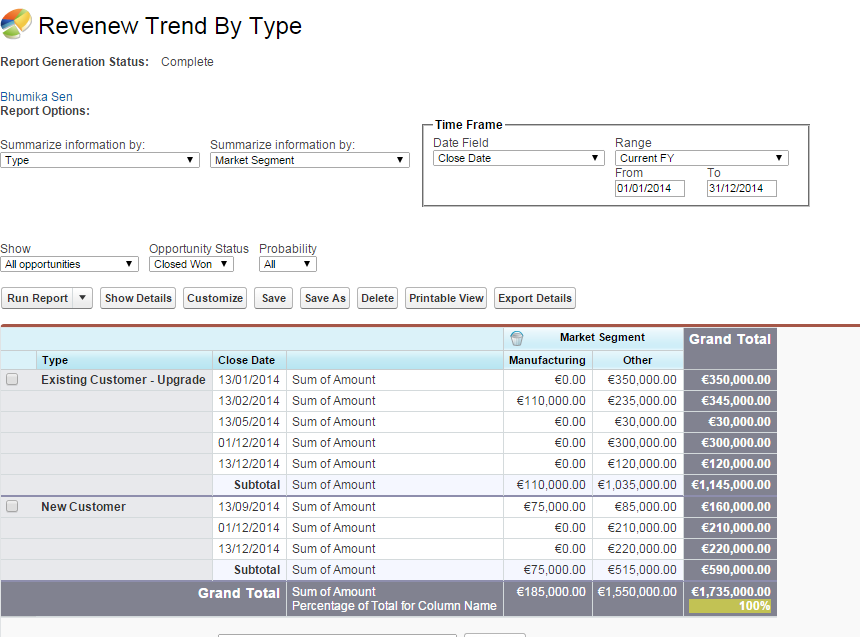 Revenew Trend By Type
Report Generation Status: Complete
Bhumika Sen
Report Options:
Summarize information by: Summarize information by:
Type Market Segment
Time Frame
Date Field Range
Close Date Current FY
From To
01/01/2014 31/12/2014
Show Opportunity Status Probability
All opportunities Closed Won All
Run Report Show Details Customize Save Save As Delete Printable View Export Details
Market Segment Grand Total
Type Close Date Manufacturing Other
Existing Customer - Upgrade 13/01/2014 Sum of Amount €0.00 €350,000.00 €350,000.00
13/02/2014 Sum of Amount €110,000.00 €235,000.00 €345,000.00
13/05/2014 Sum of Amount €0.00 €30,000.00 €30,000.00
01/12/2014 Sum of Amount €0.00 €300,000.00 €300,000.00
13/12/2014 Sum of Amount €0.00 €120,000.00 €120,000.00
Subtotal Sum of Amount €110,000.00 €1,035,000.00 €1,145,000.00
New Customer 13/09/2014 Sum of Amount €75,000.00 €85,000.00 €160,000.00
01/12/2014 Sum of Amount €0.00 €210,000.00 €210,000.00
13/12/2014 Sum of Amount €0.00 €220,000.00 €220,000.00
Subtotal Sum of Amount €75,000.00 €515,000.00 €590,000.00
Grand Total Sum of Amount €185,000.00 €1,550,000.00 €1,735,000.00
Percentage of Total for Column Name 100%